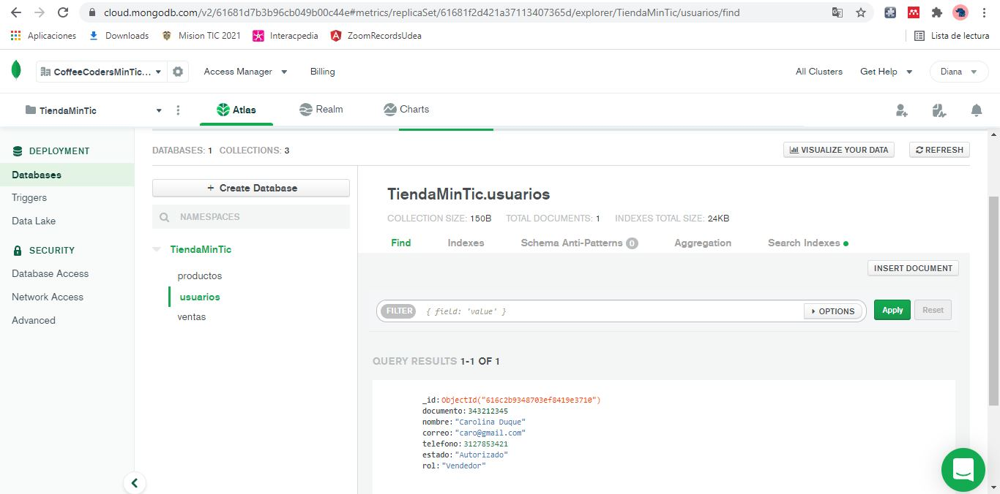 cloud.mongodb.com/v2/61681d7b3b96cb049b00c44e#metrics/replicaSet/61681f2d421a37113407365d/explorer/TiendaMinTic/usuarios/find
Aplicaciones Downloads Mision TIC 2021 Interacpedia ZoomRecordsUdea Lista de lectura
CoffeeCodersMinTic... Access Manager Billing All Clusters Get Help Diana
TiendaMinTic Atlas Realm Charts
DEPLOYMENT
Databases
Triggers
Data Lake
SECURITY
Database Access
Network Access
Advanced
DATABASES: 1 COLLECTIONS: 3 VISUALIZE YOUR DATA REFRESH
+ Create Database
NAMESPACES
TiendaMinTic
productos
usuarios
ventas
TiendaMinTic.usuarios
COLLECTION SIZE: 150B TOTAL DOCUMENTS: 1 INDEXES TOTAL SIZE: 24KB
Find Indexes Schema Anti-Patterns 0 Aggregation Search Indexes
INSERT DOCUMENT
FILTER { field: 'value' } OPTIONS Apply Reset
QUERY RESULTS 1-1 OF 1
_id: ObjectId("616c2b9348703ef8419e3710")
documento: 343212345
nombre: "Carolina Duque"
correo: "caro@gmail.com"
telefono: 3127853421
estado: "Autorizado"
rol: "Vendedor"